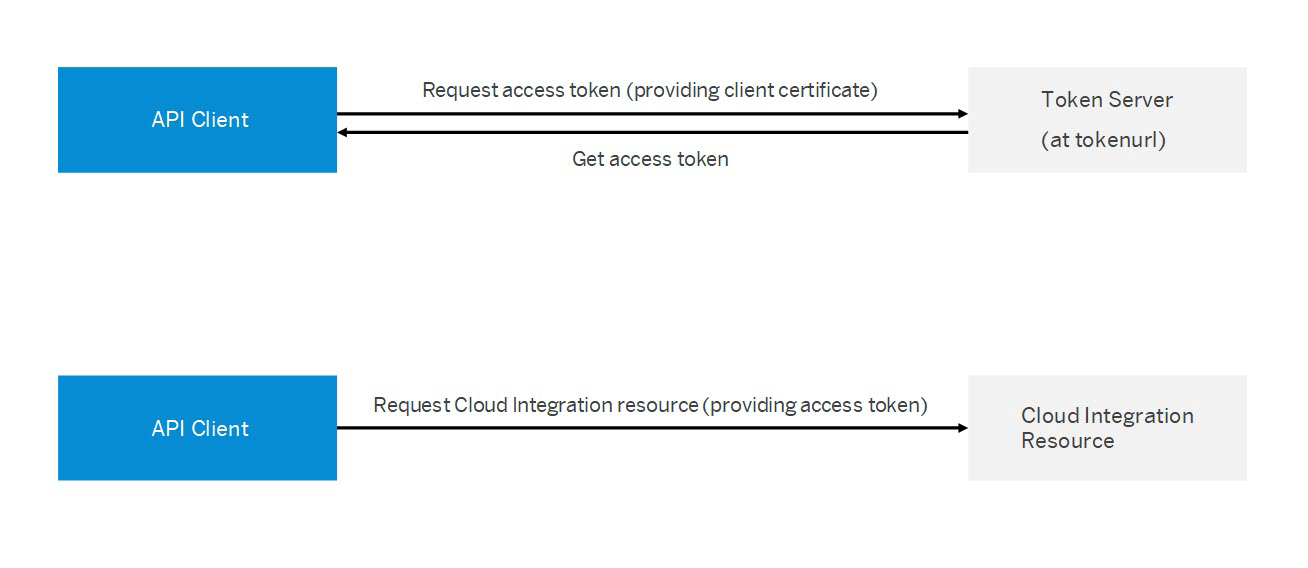 API Client
Request access token (providing client certificate)
Get access token
Token Server
(at tokenurl)
API Client
Request Cloud Integration resource (providing access token)
Cloud Integration
Resource